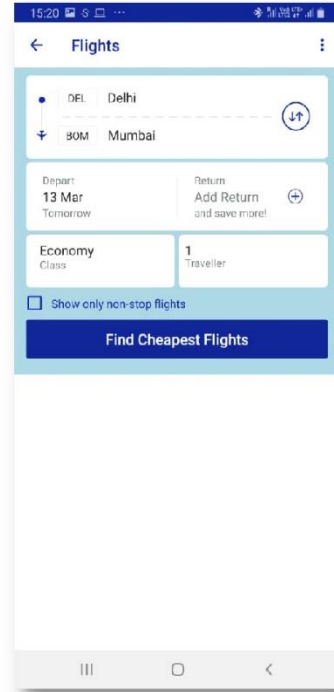 15:20
Flights
DEL Delhi
BOM Mumbai
Depart
13 Mar
Tomorrow
Return
Add Return
and save more!
Economy
Class
1
Traveller
Show only non-stop flights
Find Cheapest Flights